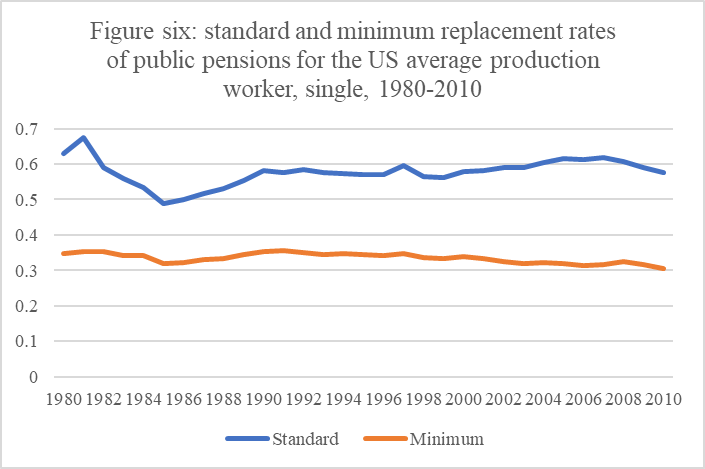 Figure six: standard and minimum replacement rates
of public pensions for the US average production
worker, single, 1980-2010
0.7
0.6
0.5
0.4
0.3
0.2
0.1
0
1980 1982 1984 1986 1988 1990 1992 1994 1996 1998 2000 2002 2004 2006 2008 2010
Standard Minimum